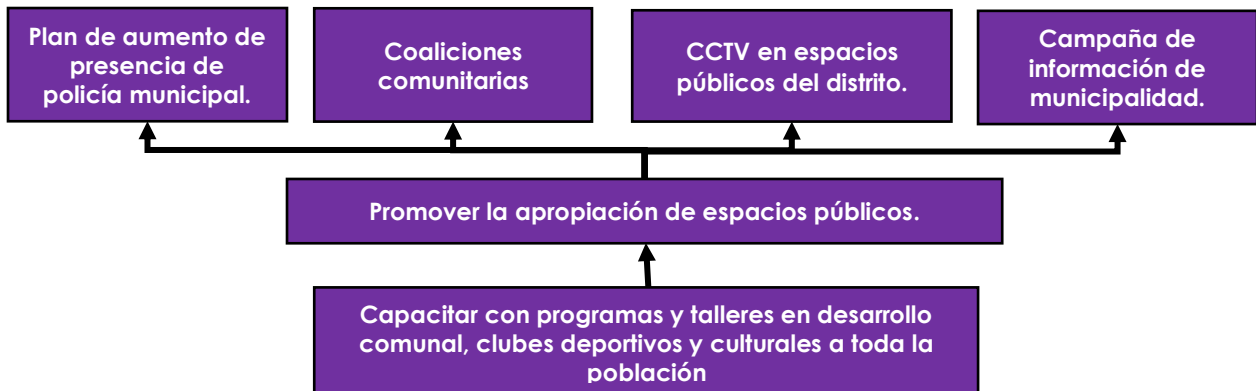 Plan de aumento de
presencia de
policía municipal.
Coaliciones
comunitarias
CCTV en espacios
públicos del distrito.
Campaña de
información de
municipalidad.
Promover la apropiación de espacios públicos.
Capacitar con programas y talleres en desarrollo
comunal, clubes deportivos y culturales a toda la
población